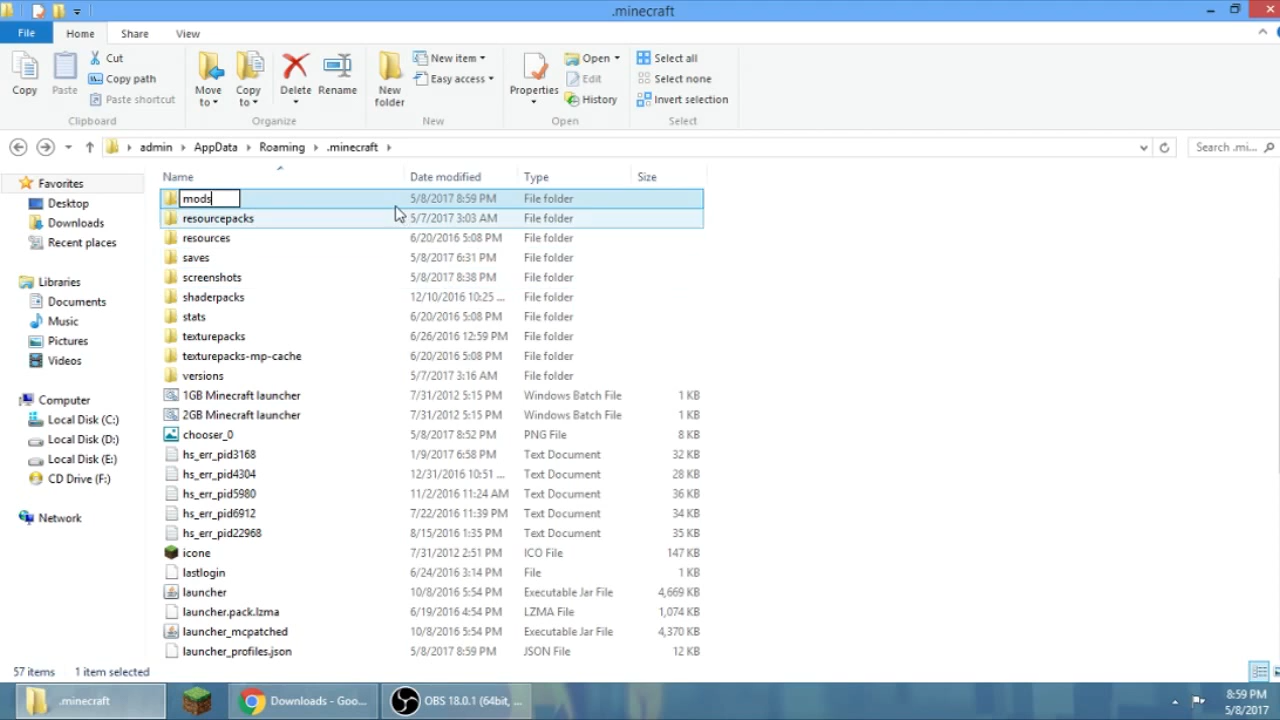 .minecraft
File Home Share View
Copy
Paste
Cut
Copy path
Paste shortcut
Clipboard
Move to
Copy to
Delete
Rename
Organize
New folder
New item
Easy access
New
Properties
Open
Edit
History
Open
Select all
Select none
Invert selection
Select
admin AppData Roaming .minecraft
Search .mi...
Favorites
Desktop
Downloads
Recent places
Libraries
Documents
Music
Pictures
Videos
Computer
Local Disk (C:)
Local Disk (D:)
Local Disk (E:)
CD Drive (F:)
Network
Name Date modified Type Size
mods 5/8/2017 8:59 PM File folder
resourcepacks 5/7/2017 3:03 AM File folder
resources 6/20/2016 5:08 PM File folder
saves 5/8/2017 6:31 PM File folder
screenshots 5/8/2017 8:38 PM File folder
shaderpacks 12/10/2016 10:25 ... File folder
stats 6/20/2016 5:08 PM File folder
texturepacks 6/26/2016 12:59 PM File folder
texturepacks-mp-cache 6/20/2016 5:08 PM File folder
versions 5/7/2017 3:16 AM File folder
1GB Minecraft launcher 7/31/2012 5:15 PM Windows Batch File 1 KB
2GB Minecraft launcher 7/31/2012 5:15 PM Windows Batch File 1 KB
chooser_0 5/8/2017 8:52 PM PNG File 8 KB
hs_err_pid3168 1/9/2017 6:58 PM Text Document 32 KB
hs_err_pid4304 12/31/2016 10:51 ... Text Document 28 KB
hs_err_pid5980 11/2/2016 11:24 AM Text Document 36 KB
hs_err_pid6912 7/22/2016 11:39 PM Text Document 34 KB
hs_err_pid22968 8/15/2016 1:35 PM Text Document 35 KB
icone 7/31/2012 2:51 PM ICO File 147 KB
lastlogin 6/24/2016 3:14 PM File 1 KB
launcher 10/8/2016 5:54 PM Executable Jar File 4,669 KB
launcher.pack.lzma 6/19/2016 4:54 PM LZMA File 1,074 KB
launcher_mcpatched 10/8/2016 5:54 PM Executable Jar File 4,370 KB
launcher_profiles.json 5/8/2017 8:59 PM JSON File 12 KB
57 items 1 item selected
.minecraft
Downloads - Goo...
OBS 18.0.1 (64bit, ...
8:59 PM
5/8/2017